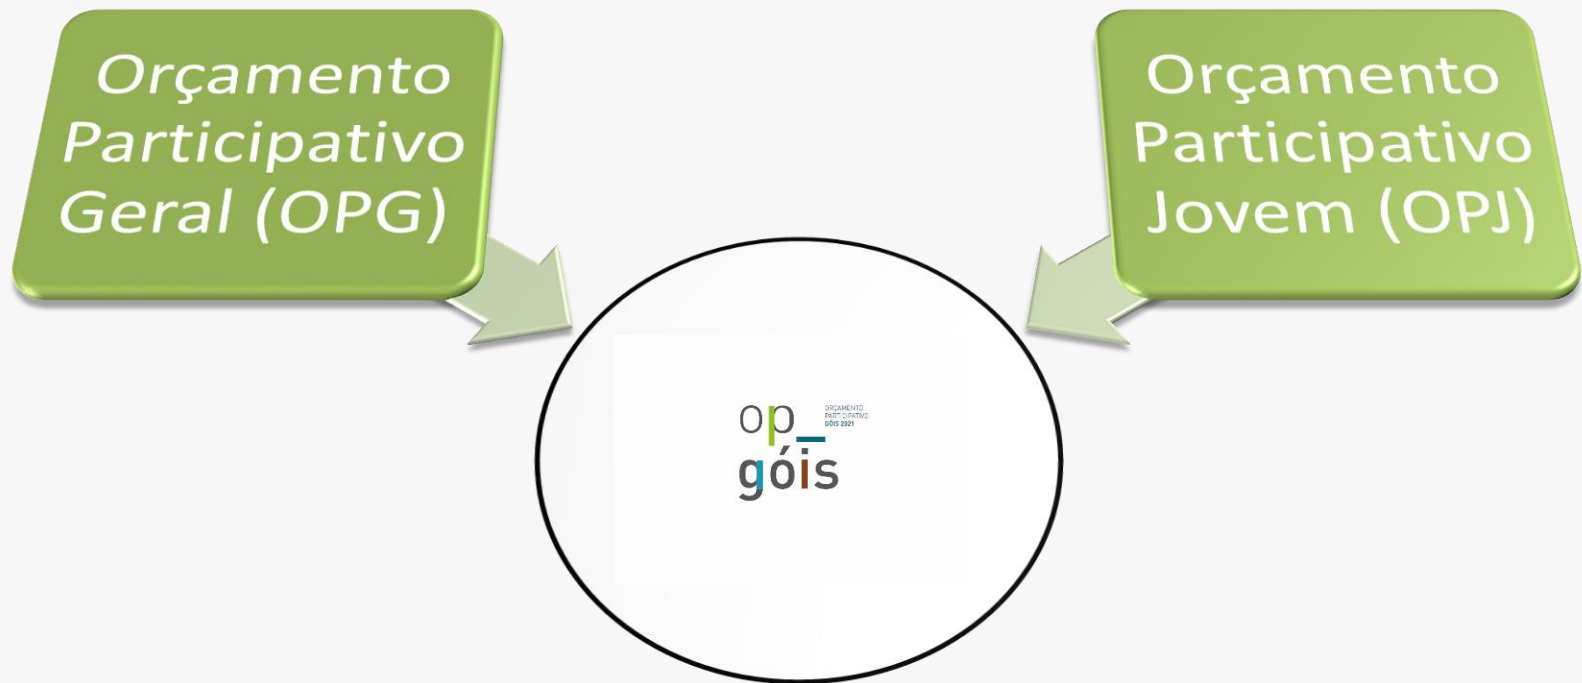 Orçamento
Participativo
Geral (OPG)
Orçamento
Participativo
Jovem (OPJ)
op_
ORÇAMENTO
PARTICIPATIVO
GÓIS 2021
góis